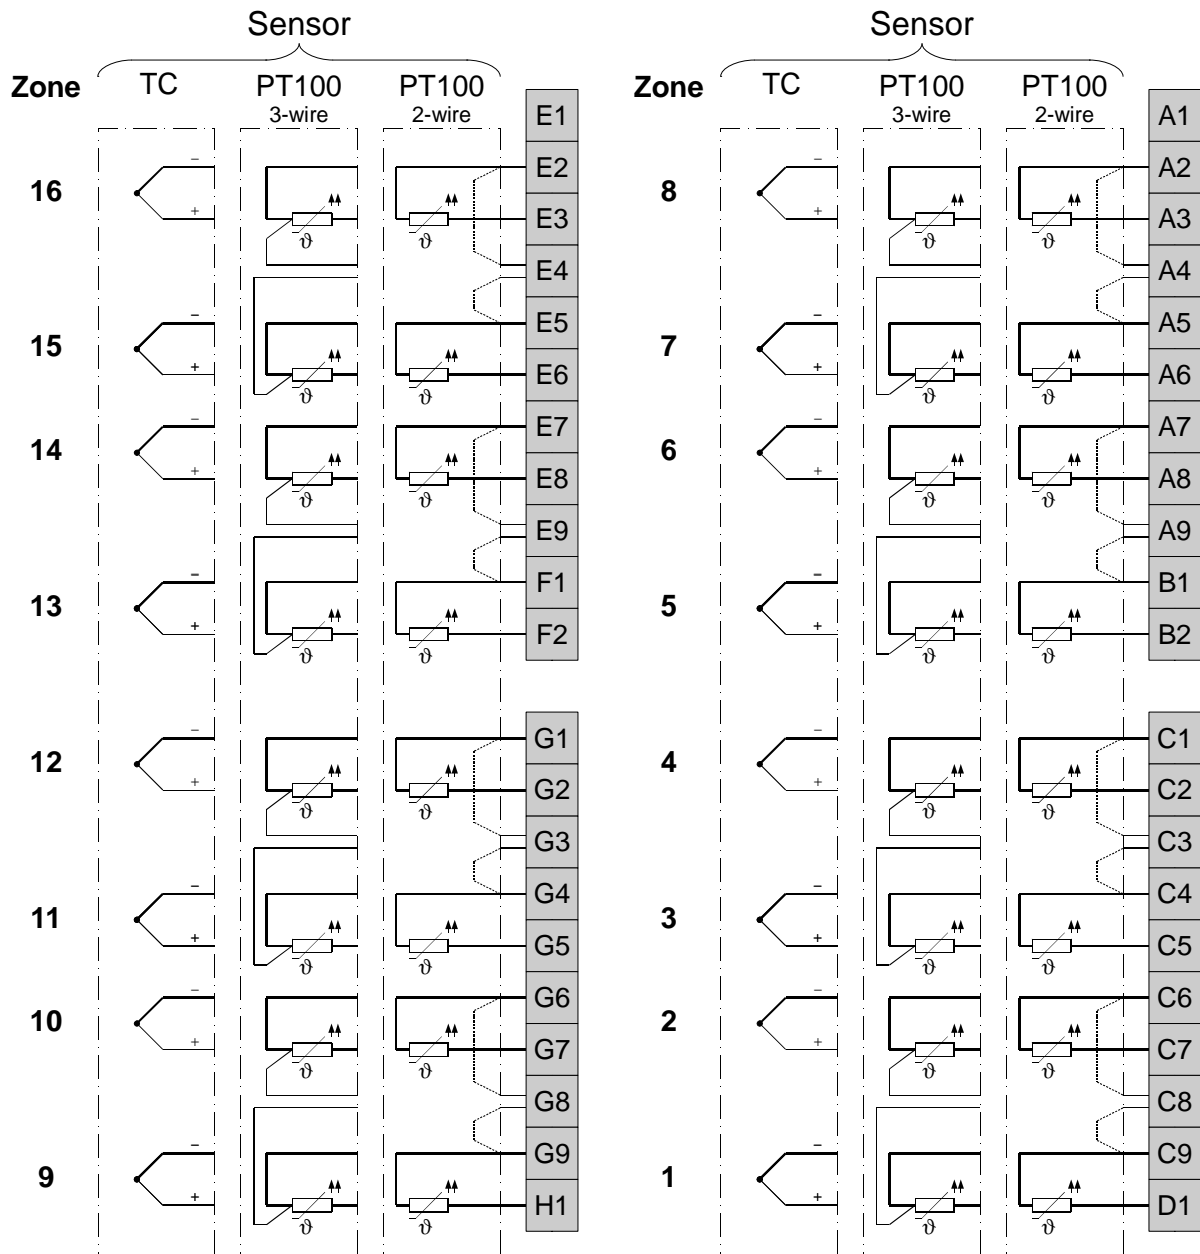 Sensor Sensor
Zone TC PT100 PT100 Zone TC PT100 PT100
3-wire 2-wire E1 3-wire 2-wire A1
− E2 − A2
16 8
+ ϑ ϑ E3 + ϑ ϑ A3
E4 A4
− E5 − A5
15 7
+ ϑ ϑ E6 + ϑ ϑ A6
− E7 − A7
14 6
+ ϑ ϑ E8 + ϑ ϑ A8
E9 A9
− F1 − B1
13 5
+ ϑ ϑ F2 + ϑ ϑ B2
− G1 − C1
12 4
+ ϑ ϑ G2 + ϑ ϑ C2
G3 C3
− G4 − C4
11 3
+ ϑ ϑ G5 + ϑ ϑ C5
− G6 − C6
10 2
+ ϑ ϑ G7 + ϑ ϑ C7
G8 C8
− G9 − C9
9 1
+ ϑ ϑ H1 + ϑ ϑ D1